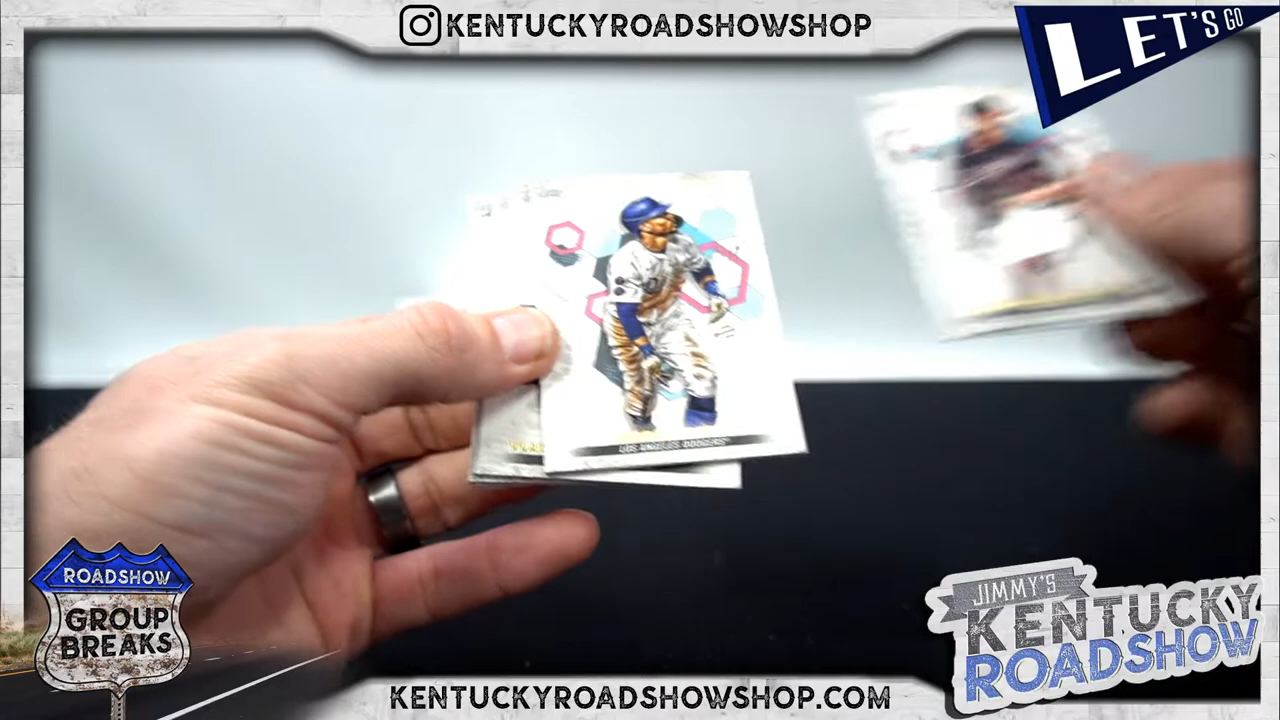 KENTUCKYROADSHOWSHOP
LET'S GO
LOS ANGELES DODGERS
ROADSHOW
GROUP
BREAKS
JIMMY'S
KENTUCKY
ROADSHOW
KENTUCKYROADSHOWSHOP.COM